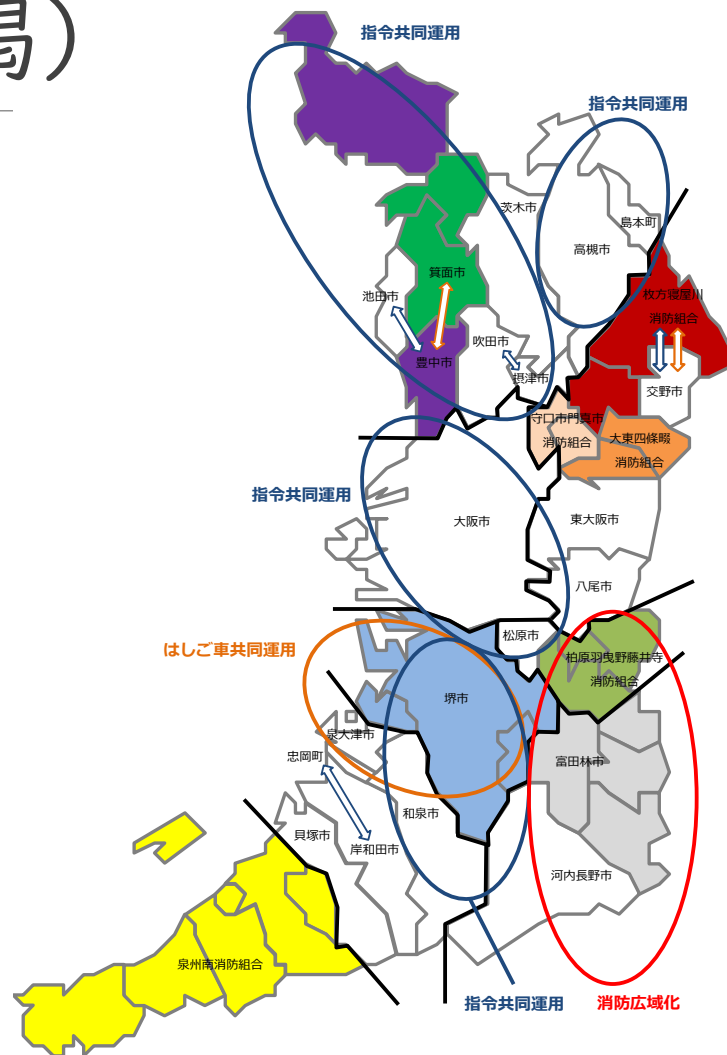 掲）
指令共同運用
指令共同運用
茨木市
島本町
高槻市
箕面市
池田市
枚方寝屋川
消防組合
吹田市
豊中市
摂津市
交野市
守口市門真市
消防組合
大東四條畷
消防組合
指令共同運用
大阪市
東大阪市
八尾市
松原市
はしご車共同運用
柏原羽曳野藤井寺
消防組合
堺市
泉大津市
忠岡町
富田林市
和泉市
貝塚市
岸和田市
河内長野市
泉州南消防組合
指令共同運用
消防広域化